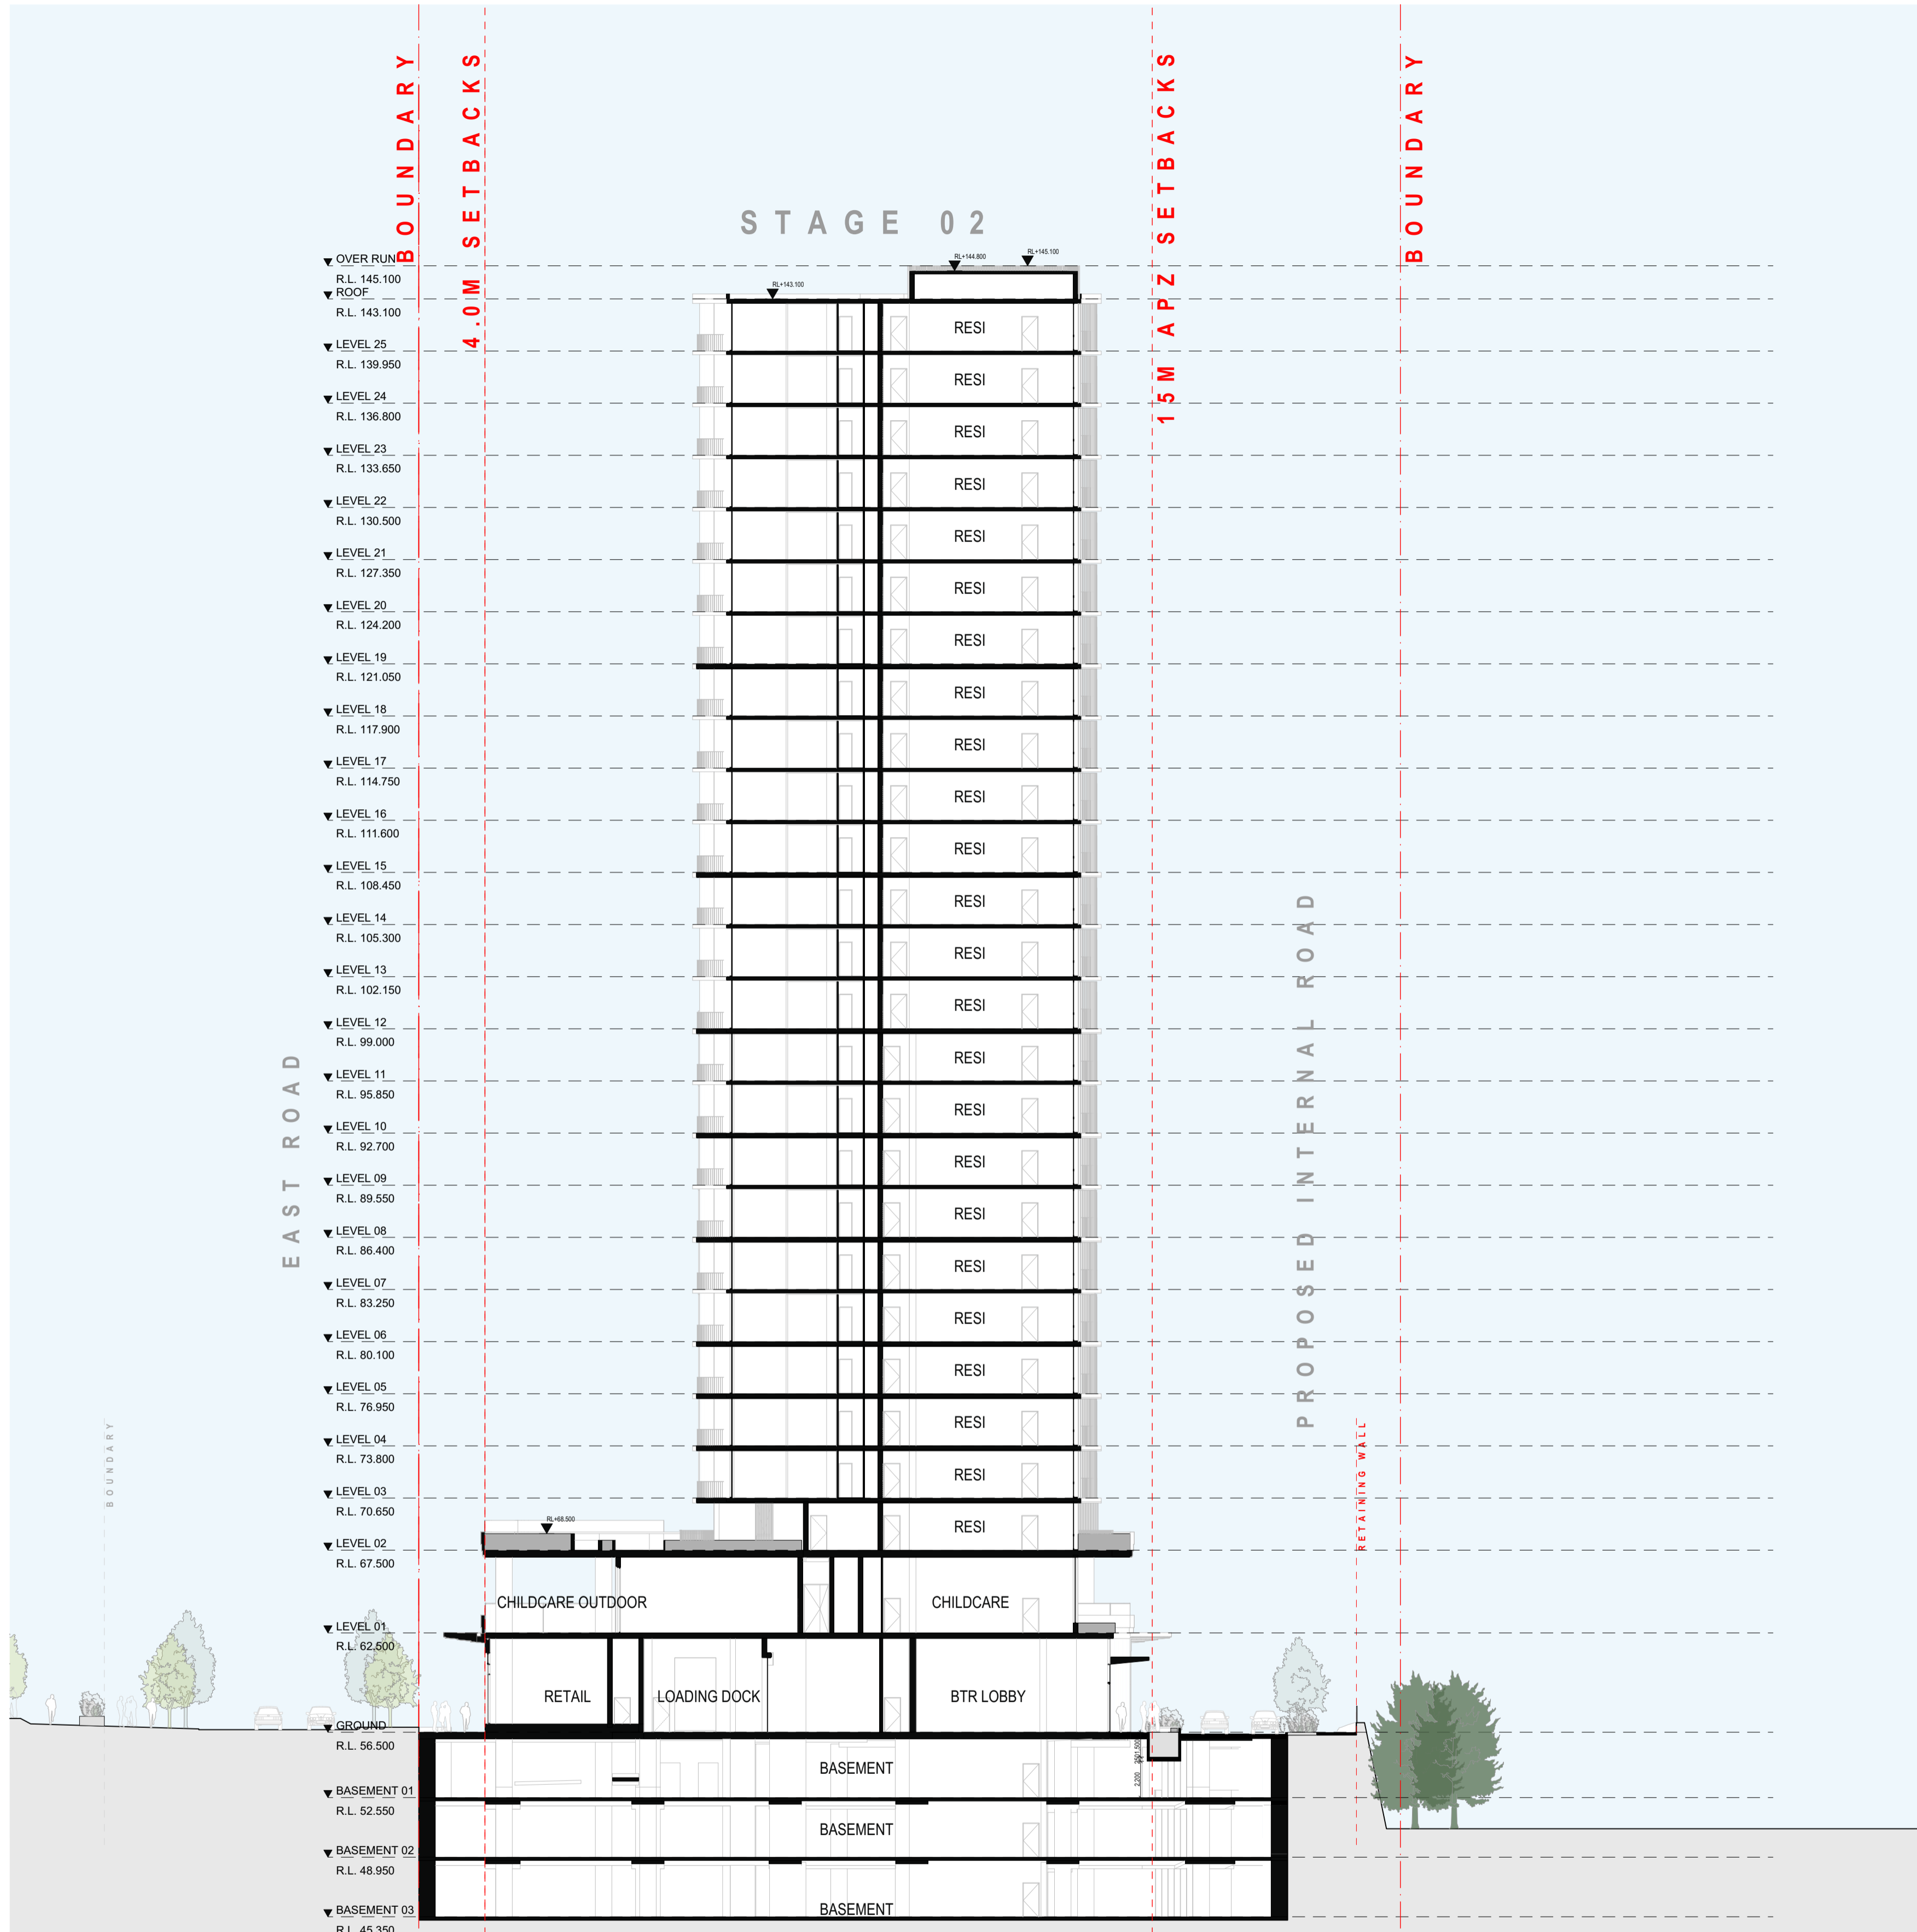 BOUNDARY
4.0M SETBACKS
15M APZ SETBACKS
BOUNDARY
STAGE 02
OVER RUN
R.L. 145.100
RL+144.800
RL+145.100
ROOF
R.L. 143.100
RL+143.100
RESI
LEVEL 25
R.L. 139.950
RESI
LEVEL 24
R.L. 136.800
RESI
LEVEL 23
R.L. 133.650
RESI
LEVEL 22
R.L. 130.500
RESI
LEVEL 21
R.L. 127.350
RESI
LEVEL 20
R.L. 124.200
RESI
LEVEL 19
R.L. 121.050
RESI
LEVEL 18
R.L. 117.900
RESI
LEVEL 17
R.L. 114.750
RESI
LEVEL 16
R.L. 111.600
RESI
LEVEL 15
R.L. 108.450
RESI
LEVEL 14
R.L. 105.300
RESI
LEVEL 13
R.L. 102.150
RESI
LEVEL 12
R.L. 99.000
RESI
LEVEL 11
R.L. 95.850
RESI
LEVEL 10
R.L. 92.700
RESI
LEVEL 09
R.L. 89.550
RESI
LEVEL 08
R.L. 86.400
RESI
LEVEL 07
R.L. 83.250
RESI
LEVEL 06
R.L. 80.100
RESI
LEVEL 05
R.L. 76.950
RESI
LEVEL 04
R.L. 73.800
RESI
LEVEL 03
R.L. 70.650
RESI
LEVEL 02
R.L. 67.500
RL+68.500
EAST ROAD
PROPOSED INTERNAL ROAD
BOUNDARY
RETAINING WALL
CHILDCARE OUTDOOR
CHILDCARE
LEVEL 01
R.L. 62.500
RETAIL
LOADING DOCK
BTR LOBBY
GROUND
R.L. 56.500
BASEMENT
2,200
BASEMENT 01
R.L. 52.550
BASEMENT
BASEMENT 02
R.L. 48.950
BASEMENT
BASEMENT 03
R.L. 45.350